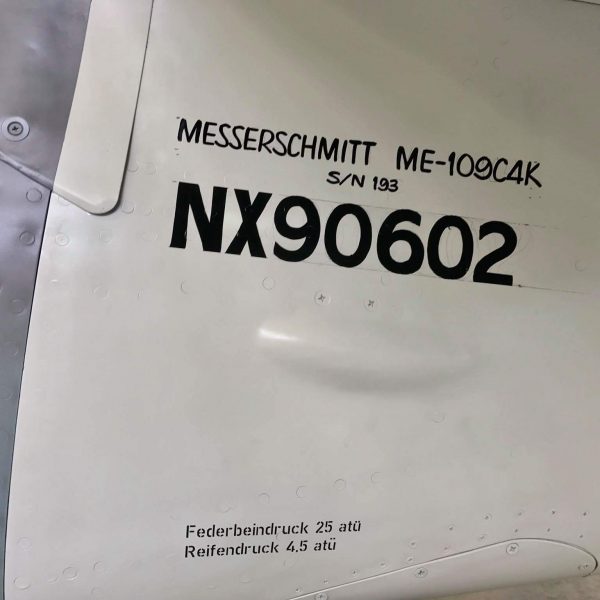 MESSERSCHMITT ME-109C4K
S/N 193
NX90602
Federbeindruck 25 atü
Reifendruck 4,5 atü